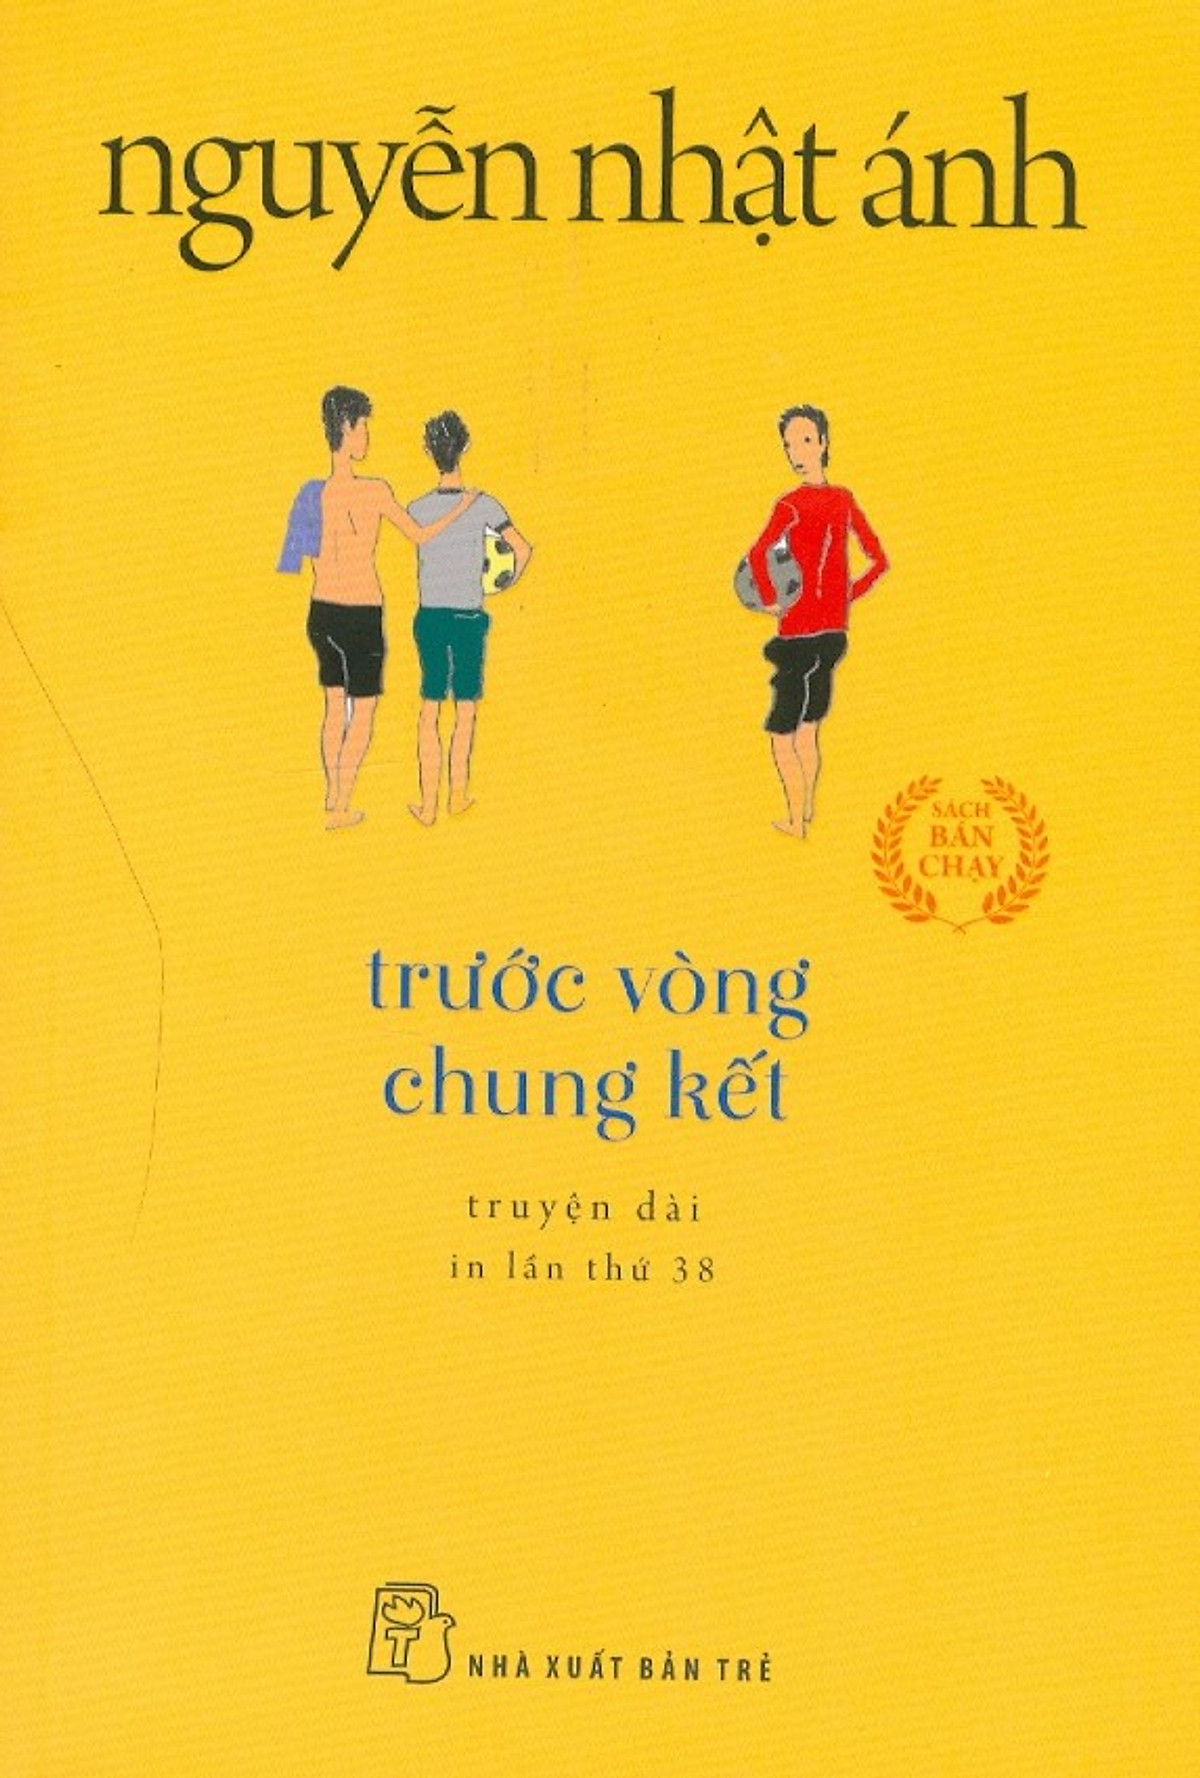 nguyễn nhật ánh
SÁCH
BÁN
CHẠY
trước vòng
chung kết
truyện dài
in lần thứ 38
T
NHÀ XUẤT BẢN TRẺ